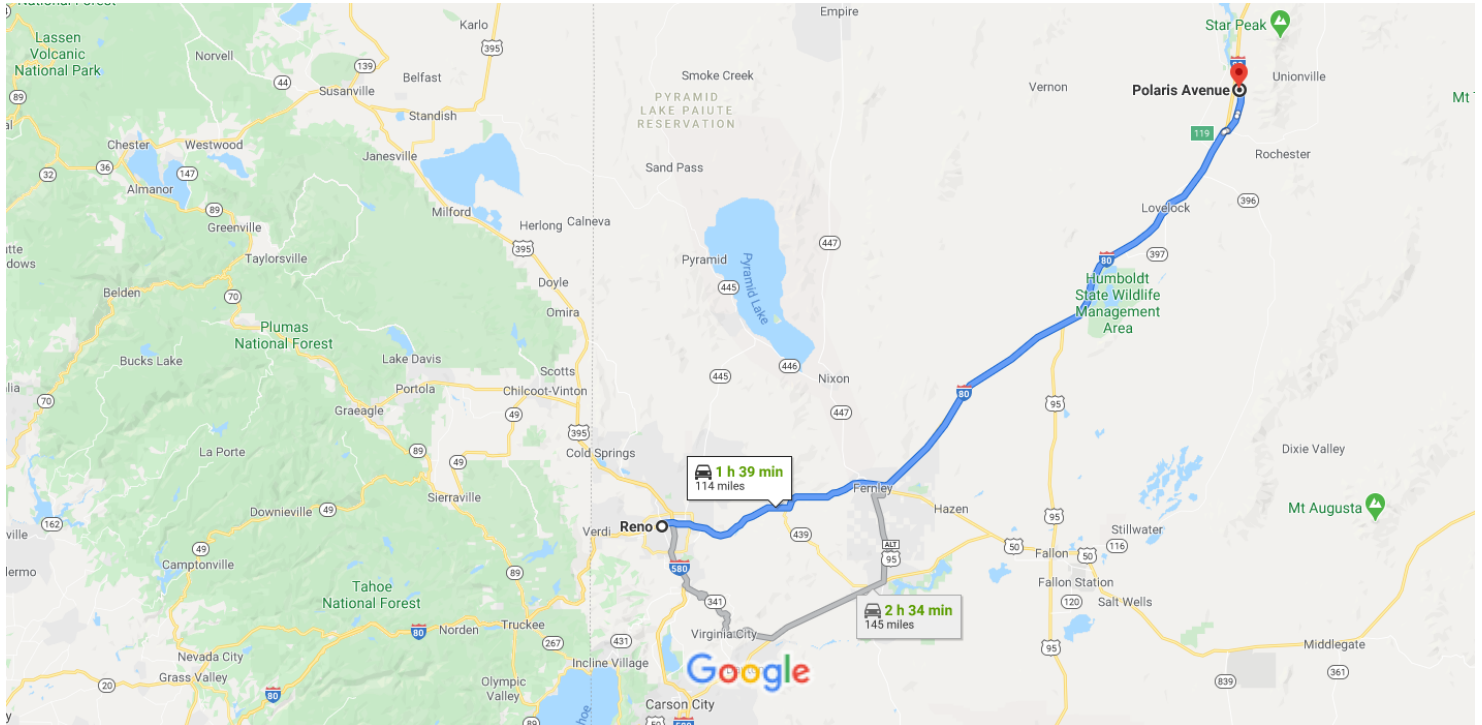 National Forest
Karlo
395
Empire
Star Peak
Lassen
Volcanic
National Park
Norvell
44
139
Belfast
Susanville
Smoke Creek
80
Unionville
Vernon
Polaris Avenue
Mt
89
PYRAMID
LAKE PAIUTE
RESERVATION
Standish
119
Chester
Westwood
Janesville
Rochester
36
32
147
Almanor
Sand Pass
89
Milford
Herlong
Calneva
Lovelock
396
Greenville
395
447
397
Taylorsville
Pyramid
Pyramid Lake
445
80
Belden
70
Doyle
Omira
Humboldt
State Wildlife
Management
Area
Plumas
National Forest
Bucks Lake
Lake Davis
Scotts
446
Nixon
445
Portola
Chilcoot-Vinton
80
70
Graeagle
49
447
95
395
La Porte
89
49
Cold Springs
Dixie Valley
1 h 39 min
114 miles
Sierraville
Fernley
Downieville
49
Hazen
Mt Augusta
162
ville
Reno
Verdi
439
95
Stillwater
116
49
Camptonville
ALT
95
50
Fallon
50
580
89
Fallon Station
Tahoe
National Forest
341
2 h 34 min
145 miles
120
Salt Wells
Truckee
80
Norden
267
431
Virginia City
95
Middlegate
Nevada City
Grass Valley
Incline Village
Google
20
80
Olympic
Valley
839
361
Carson City
89
50
580